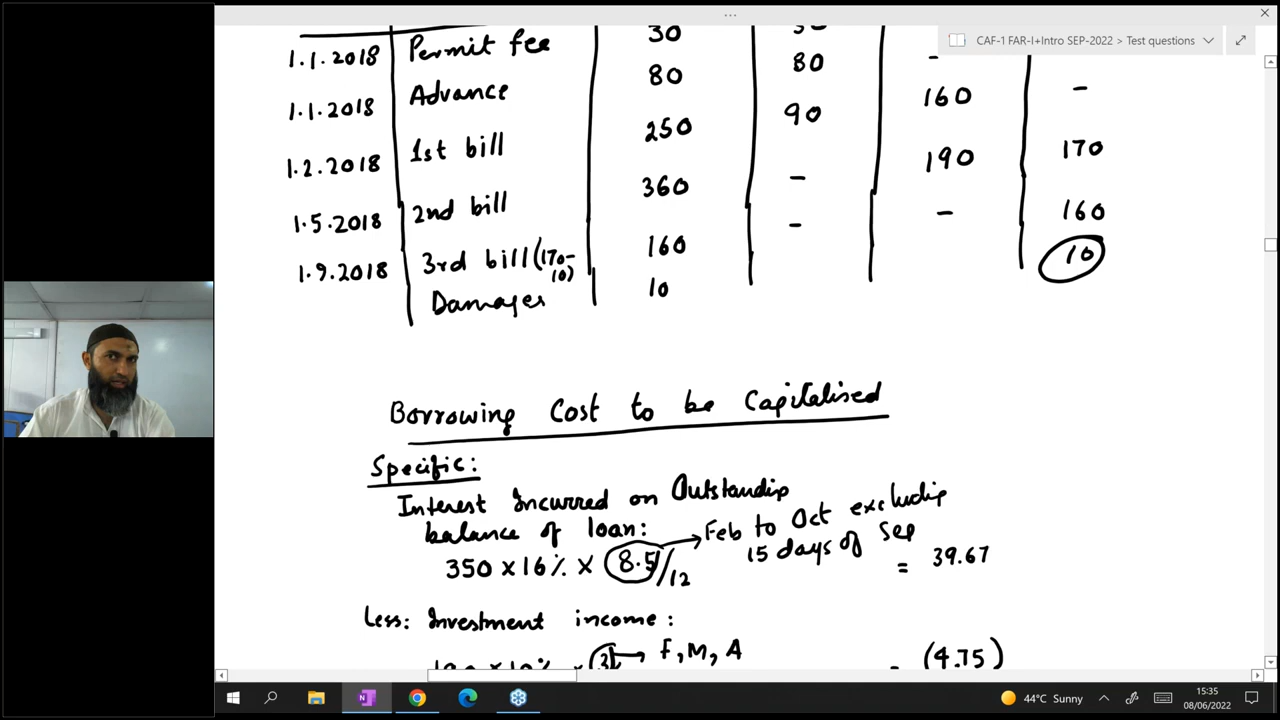 CAF-1 FAR-I+Intro SEP-2022 > Test questions
30
1.1.2018 Permit fee 80 80 -
1.1.2018 Advance 250 90 160 -
1.2.2018 1st bill 360 - 190 170
1.5.2018 2nd bill 160 - - 160
1.9.2018 3rd bill (170-10) 10 10
Damages
Borrowing Cost to be Capitalised
Specific:
Interest incurred on Outstanding
balance of loan: Feb to Oct excluding
15 days of Sep
350 × 16% × 8.5/12 = 39.67
Less: Investment income:
190 × 10% × 3 F, M, A = (4.75)
44°C Sunny
15:35
08/06/2022